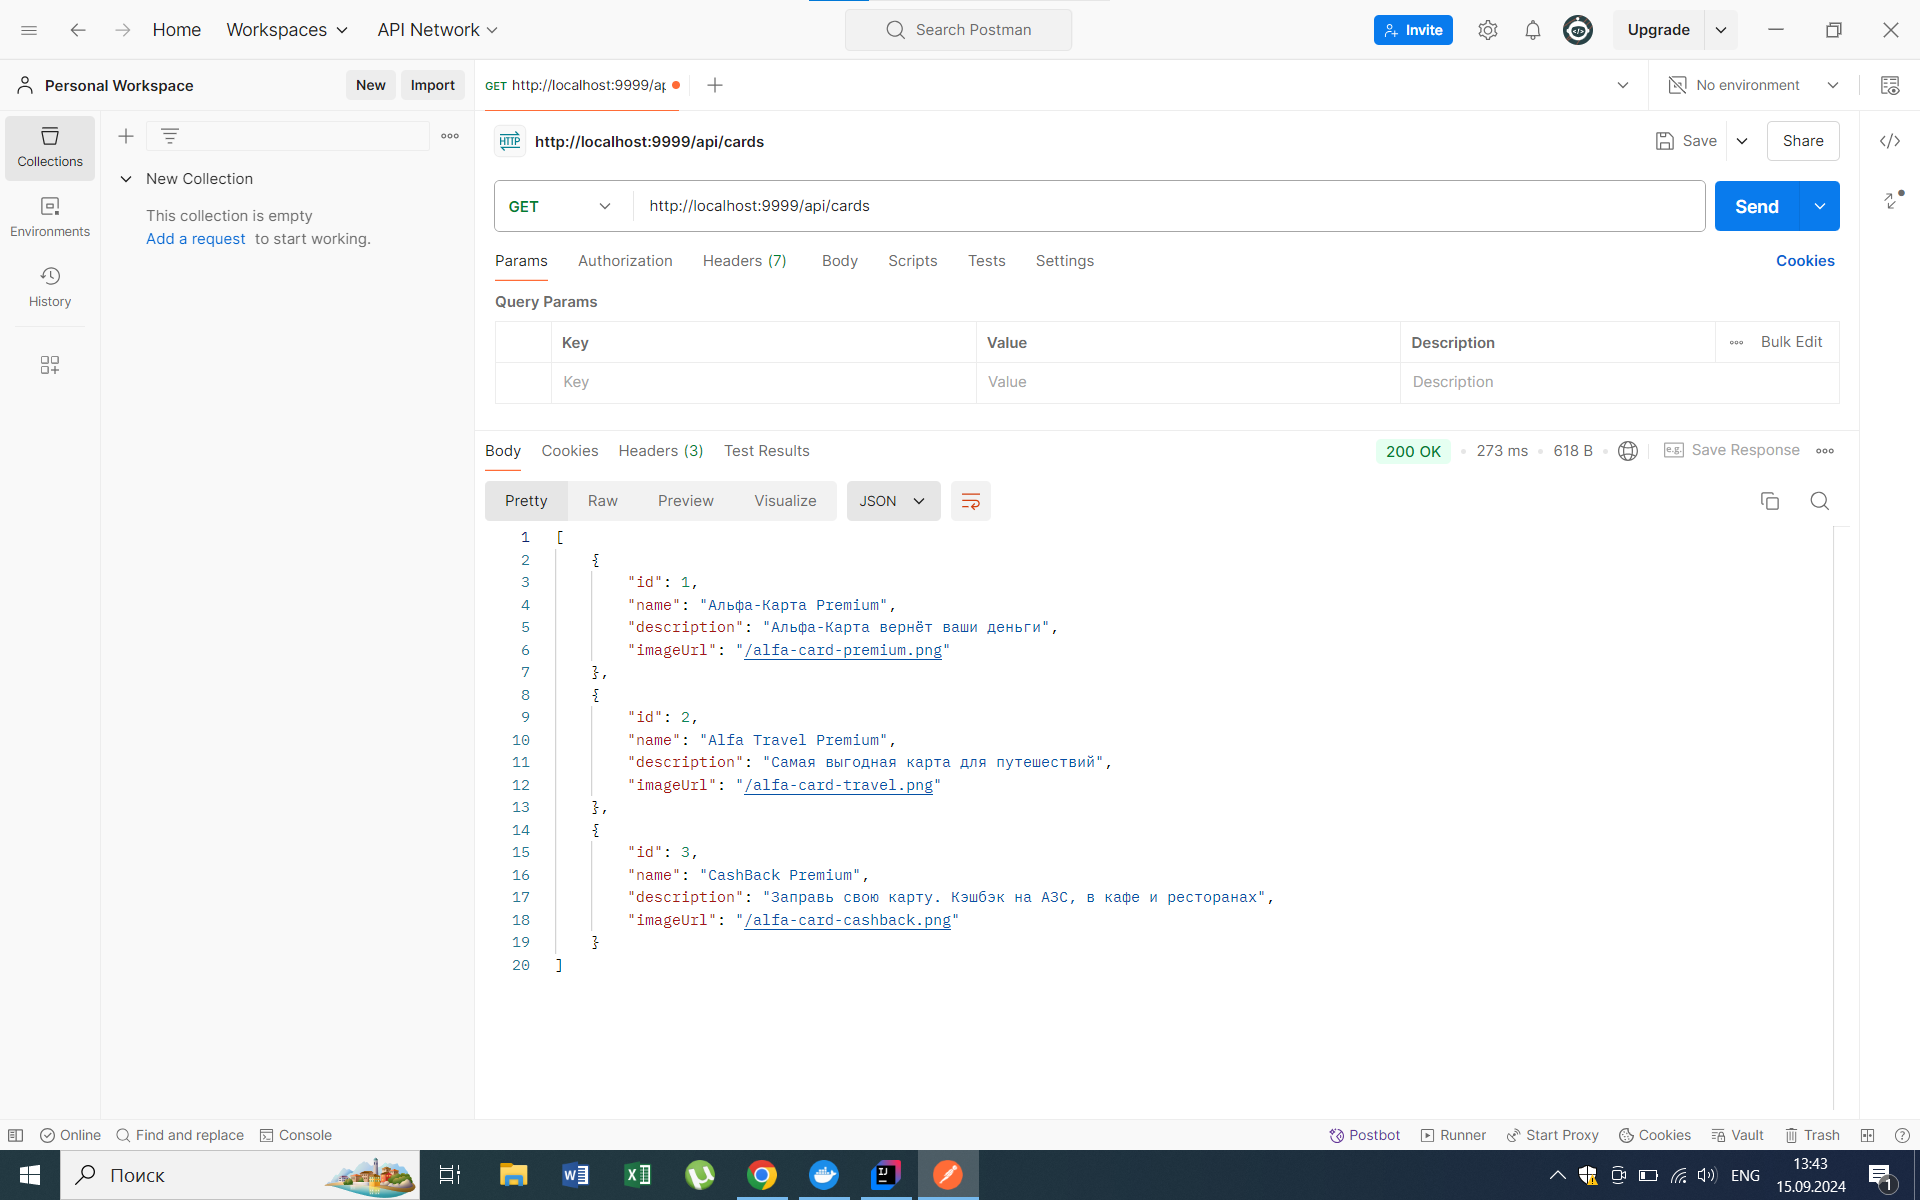 Home
Workspaces
API Network
Search Postman
Invite
Upgrade
Personal Workspace
New
Import
GET http://localhost:9999/ap
No environment
Collections
Environments
History
New Collection
This collection is empty
Add a request to start working.
HTTP
http://localhost:9999/api/cards
Save
Share
GET
http://localhost:9999/api/cards
Send
Params
Authorization
Headers (7)
Body
Scripts
Tests
Settings
Cookies
Query Params
Key
Value
Description
Bulk Edit
Key
Value
Description
Body
Cookies
Headers (3)
Test Results
200 OK
273 ms
618 B
e.g.
Save Response
Pretty
Raw
Preview
Visualize
JSON
1 [
2 {
3 "id": 1,
4 "name": "Альфа-Карта Premium",
5 "description": "Альфа-Карта вернёт ваши деньги",
6 "imageUrl": "/alfa-card-premium.png"
7 },
8 {
9 "id": 2,
10 "name": "Alfa Travel Premium",
11 "description": "Самая выгодная карта для путешествий",
12 "imageUrl": "/alfa-card-travel.png"
13 },
14 {
15 "id": 3,
16 "name": "CashBack Premium",
17 "description": "Заправь свою карту. Кэшбэк на АЗС, в кафе и ресторанах",
18 "imageUrl": "/alfa-card-cashback.png"
19 }
20 ]
Online
Find and replace
Console
Postbot
Runner
Start Proxy
Cookies
Vault
Trash
Поиск
ENG
13:43
15.09.2024
1